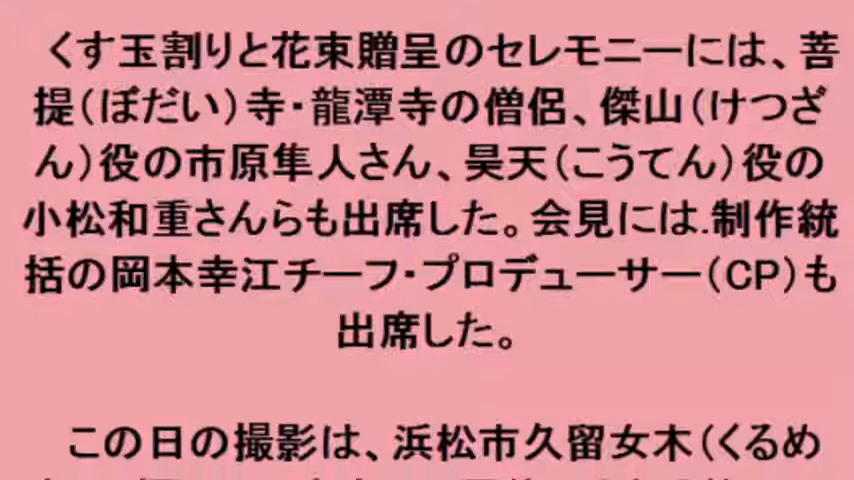 くす玉割りと花束贈呈のセレモニーには、菩
提（ぼだい）寺・龍潭寺の僧侶、傑山（けつざ
ん）役の市原隼人さん、昊天（こうてん）役の
小松和重さんらも出席した。会見には.制作統
括の岡本幸江チーフ・プロデューサー（CP）も
出席した。
この日の撮影は、浜松市久留女木（くるめ